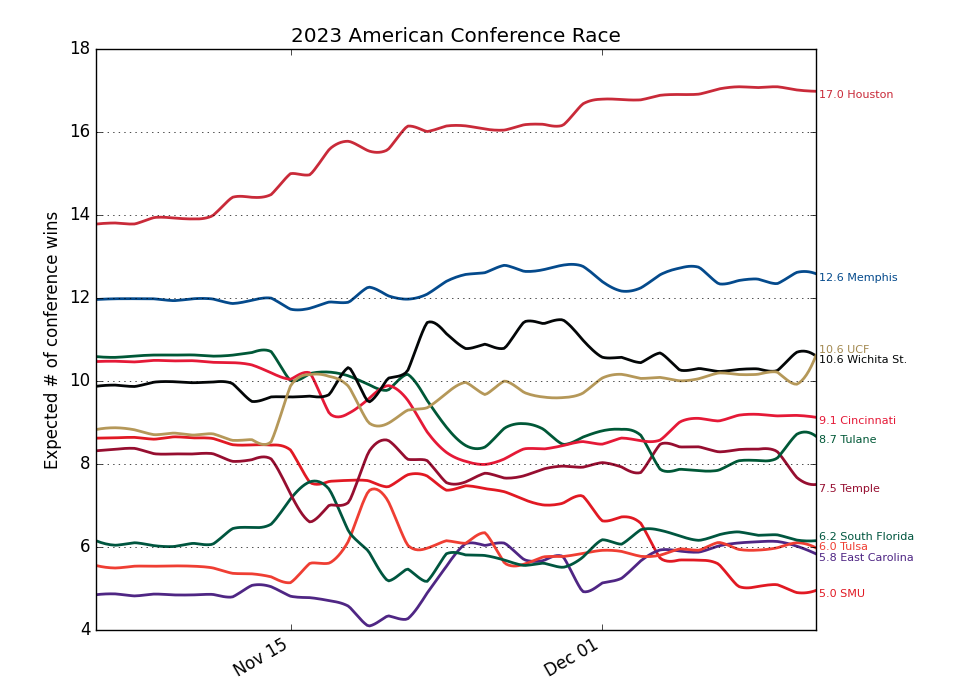 2023 American Conference Race
Expected # of conference wins
18
16
14
12
10
8
6
4
Nov 15
Dec 01
17.0 Houston
12.6 Memphis
10.6 UCF
10.6 Wichita St.
9.1 Cincinnati
8.7 Tulane
7.5 Temple
6.2 South Florida
6.0 Tulsa
5.8 East Carolina
5.0 SMU